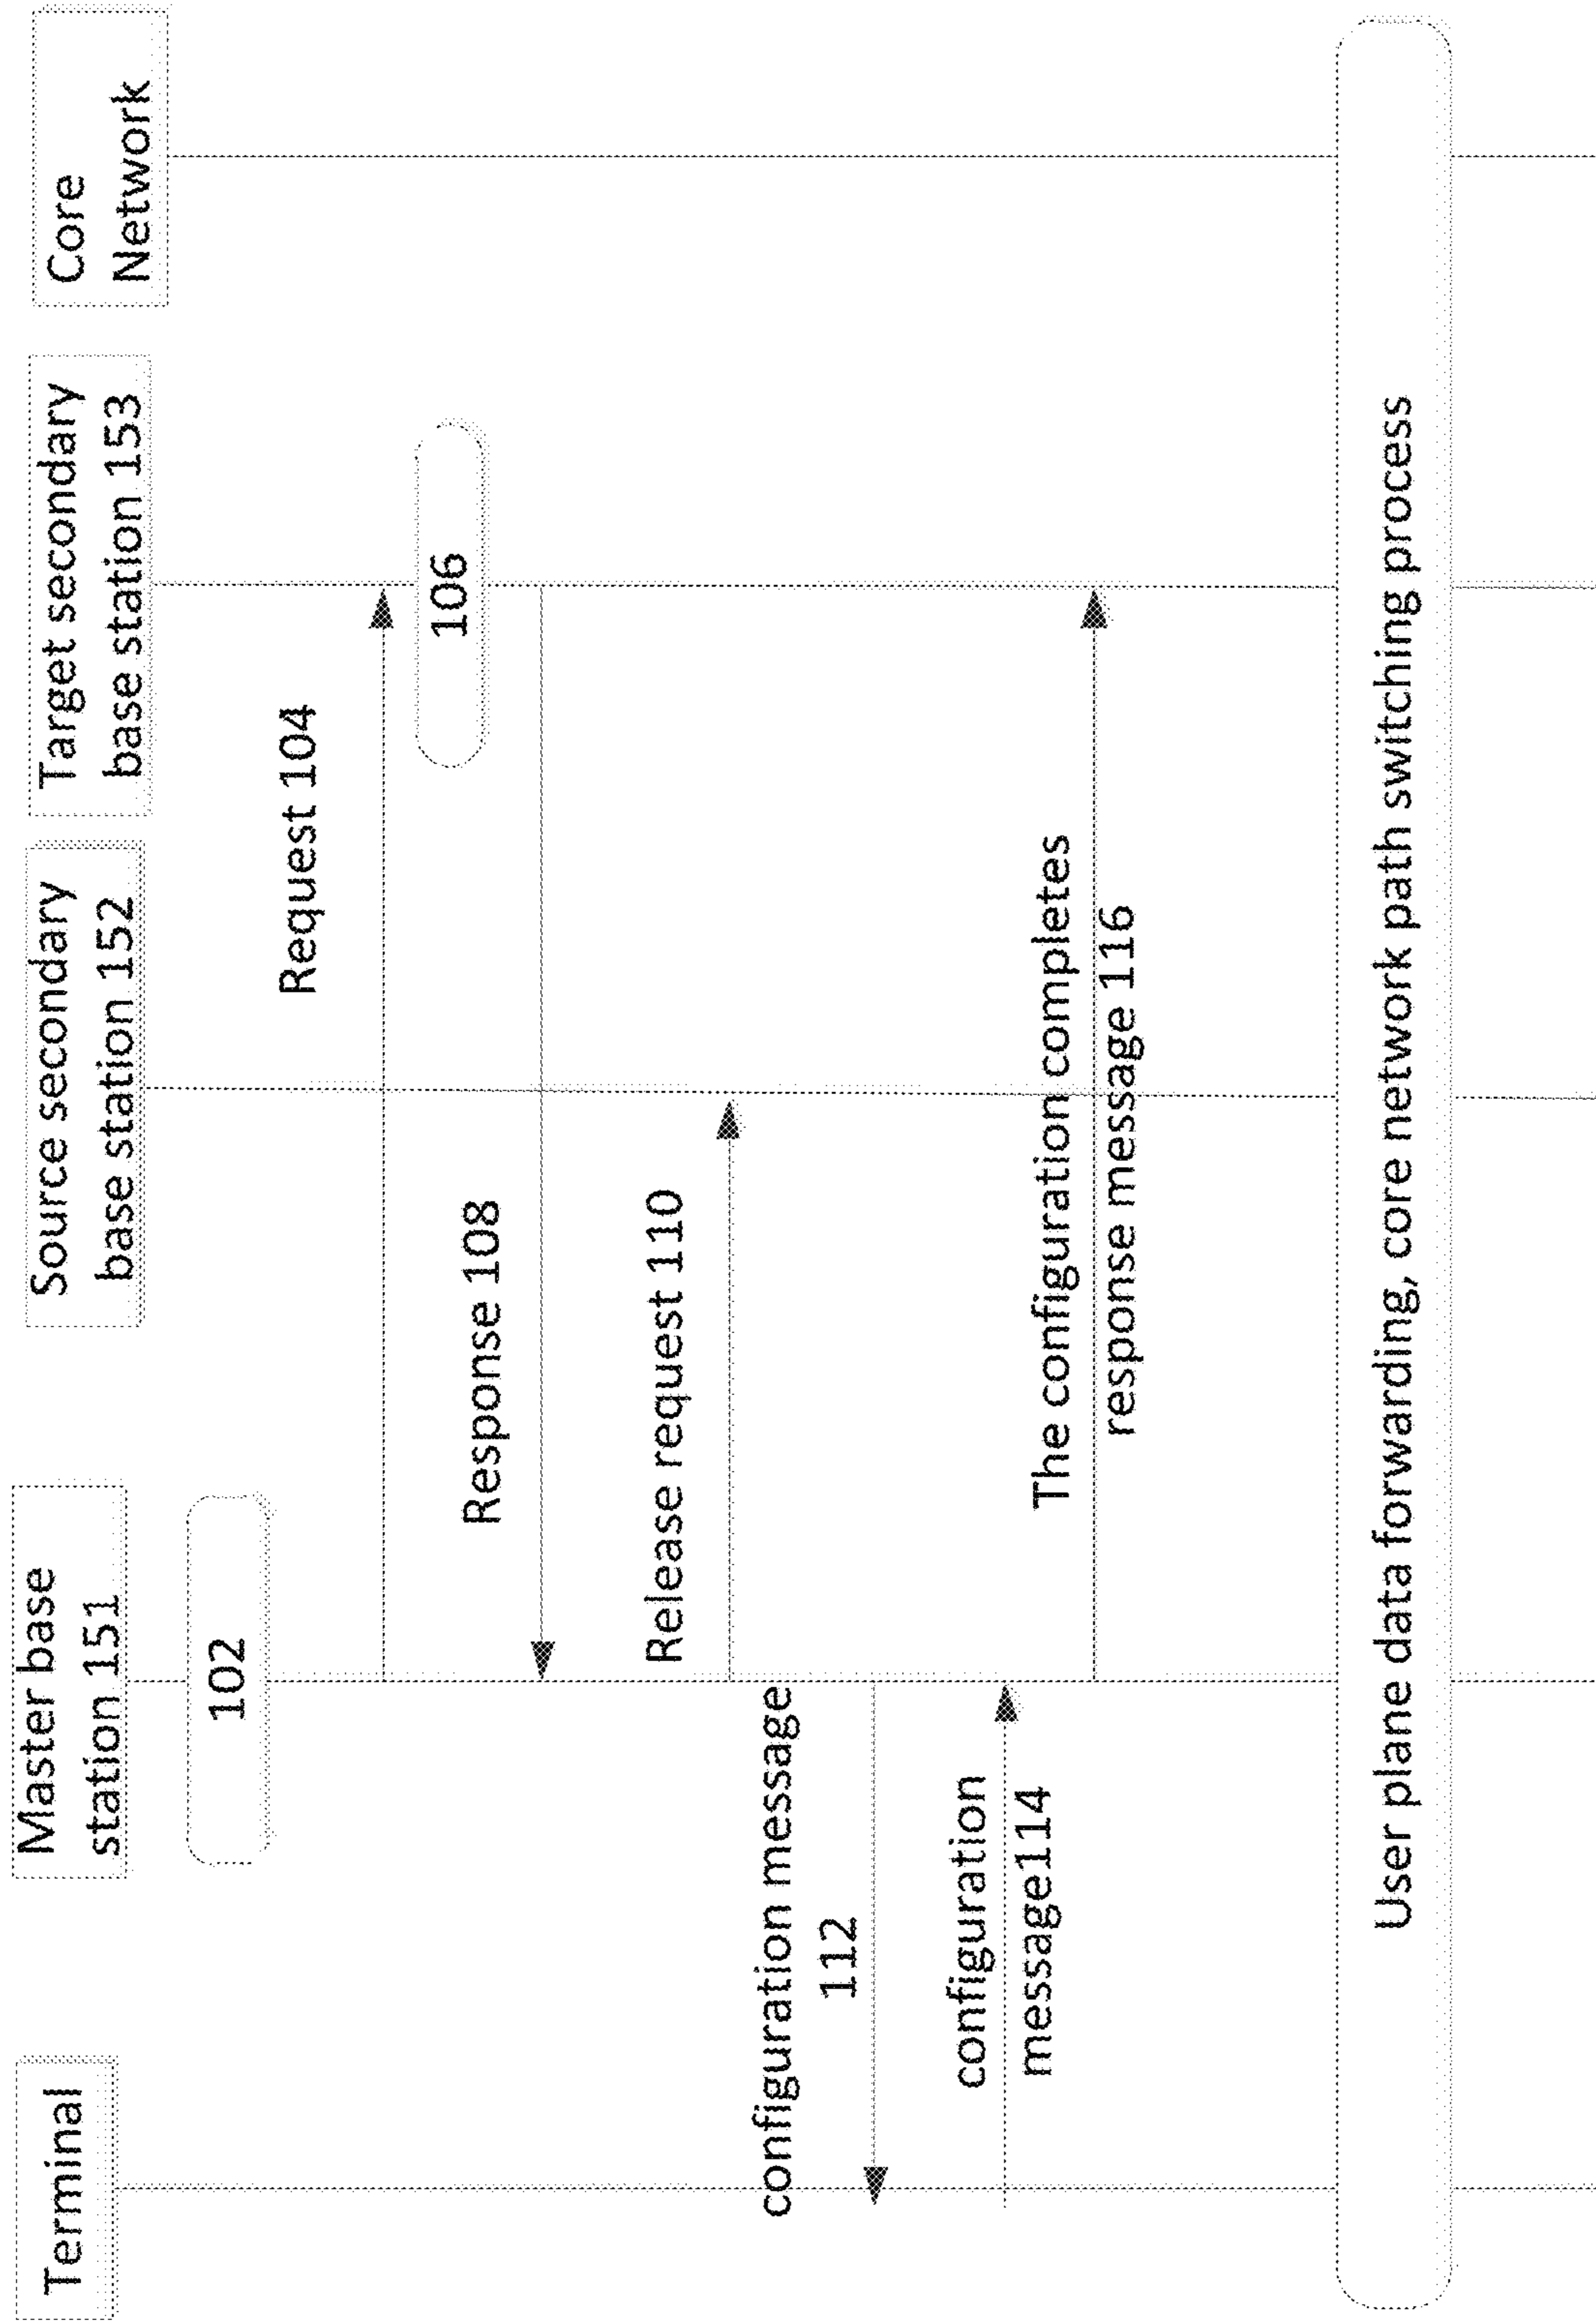 Terminal
Master base
station 151
Source secondary
base station 152
Target secondary
base station 153
Core
Network
102
Request 104
106
Response 108
Release request 110
configuration message
112
configuration
message114
The configuration completes
response message 116
User plane data forwarding, core network path switching process